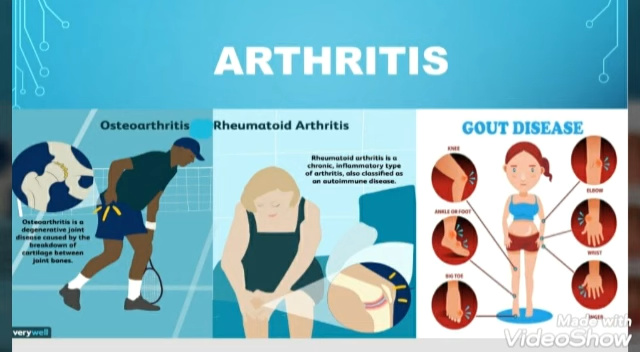 ARTHRITIS
Osteoarthritis
Osteoarthritis is a
degenerative joint
disease caused by the
breakdown of
cartilage between
joint bones.
verywell
Rheumatoid Arthritis
Rheumatoid arthritis is a
chronic, inflammatory type
of arthritis, also classified as
an autoimmune disease.
GOUT DISEASE
KNEE
ELBOW
ANKLE OR FOOT
WRIST
BIG TOE
Made with
VideoShow